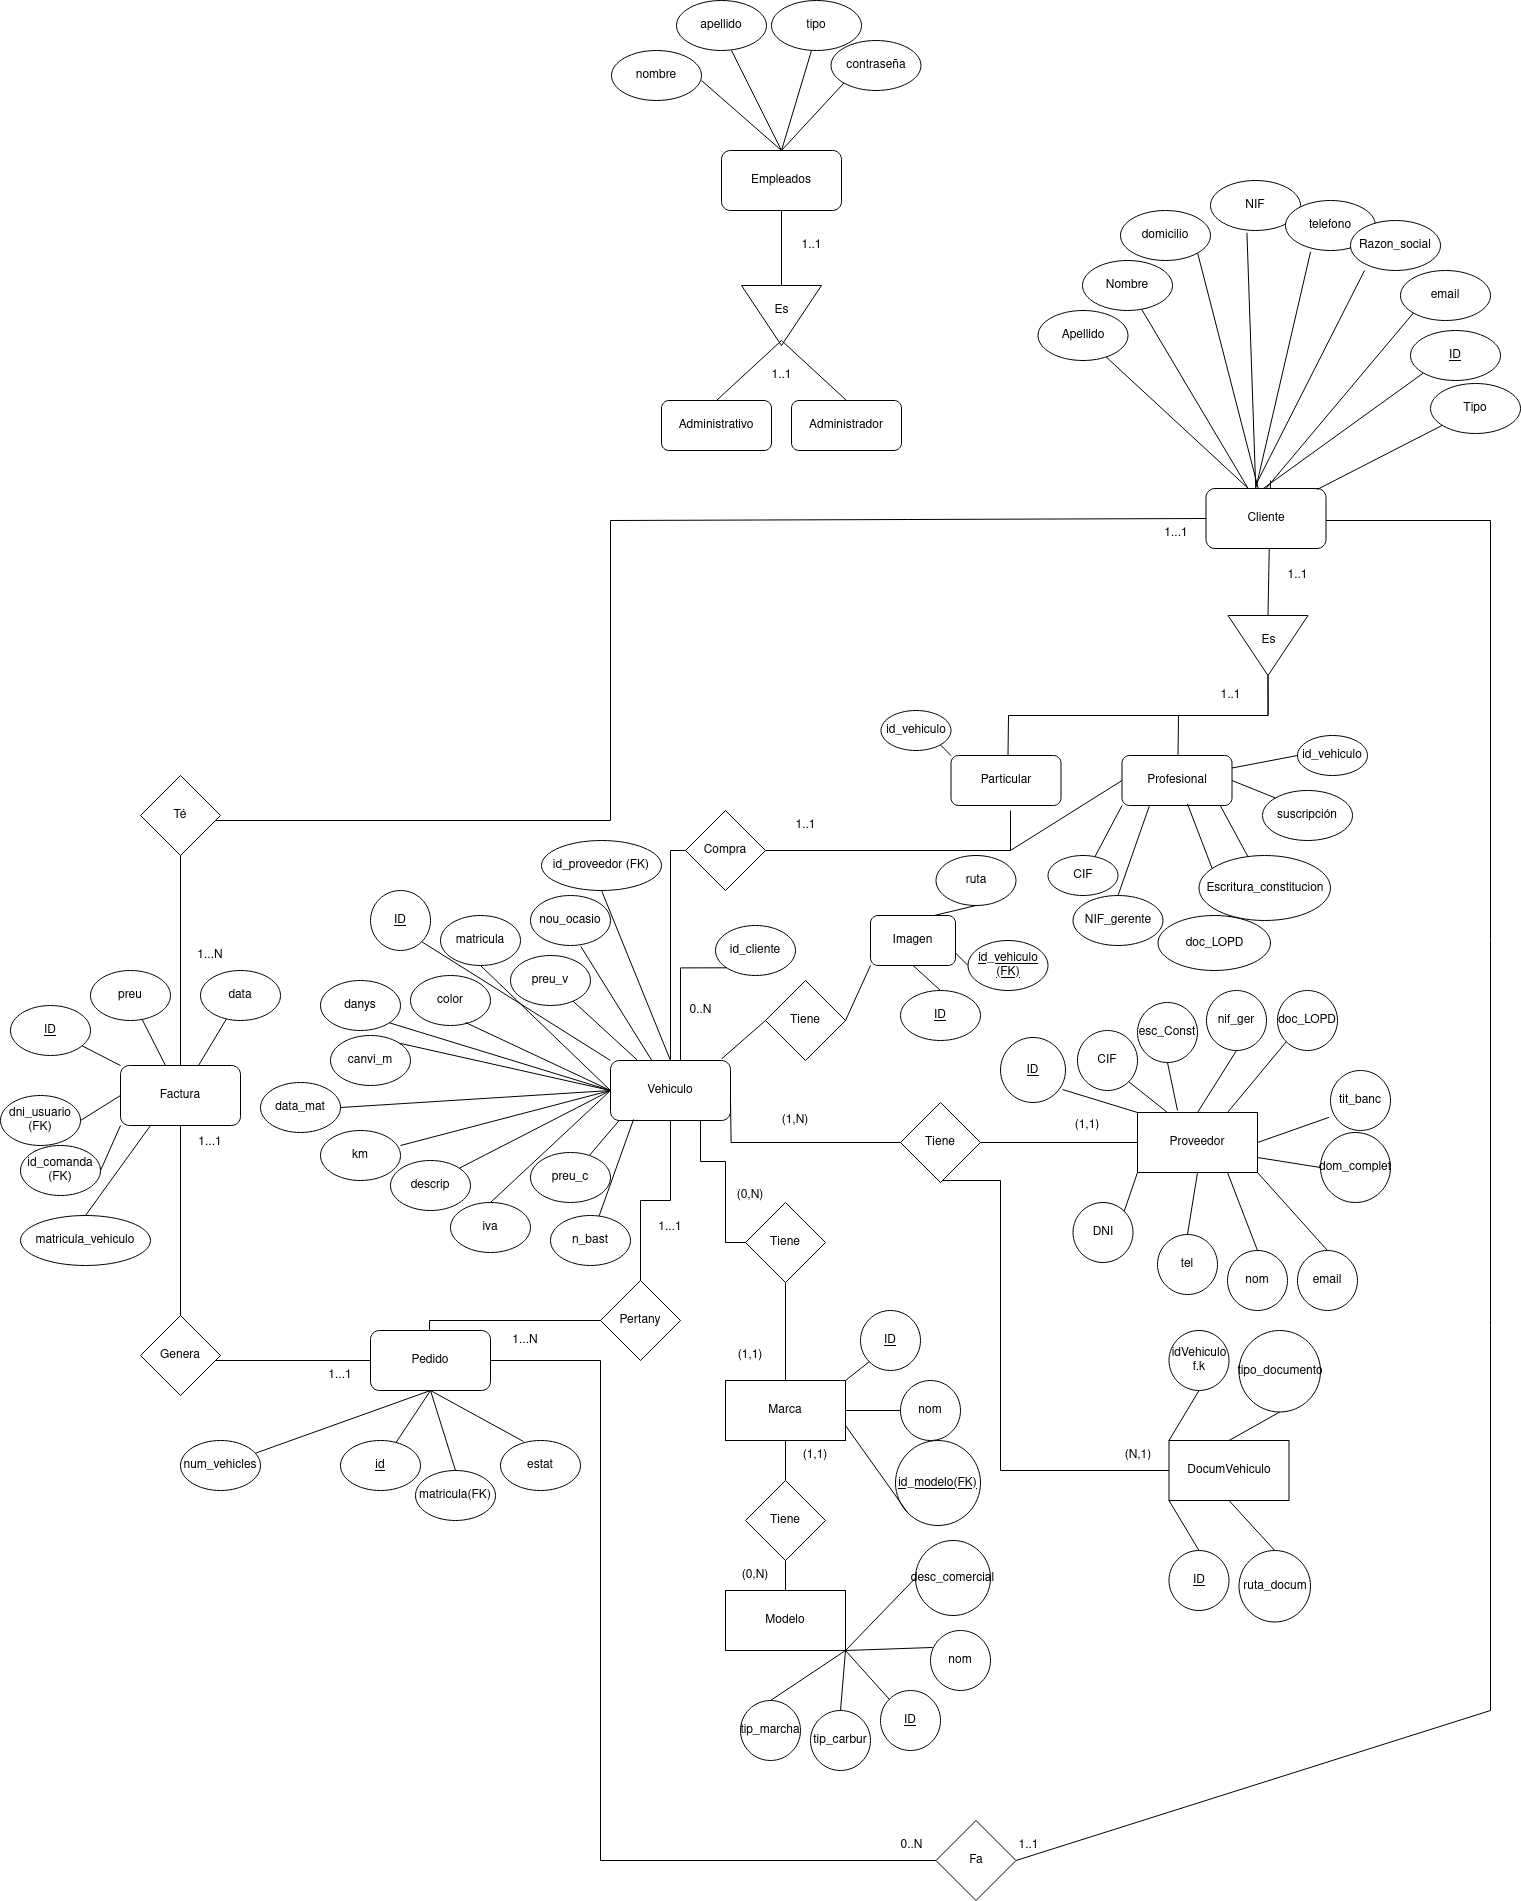 apellido
tipo
nombre
contraseña
Empleados
1..1
Es
1..1
Administrativo
Administrador
NIF
telefono
domicilio
Razon_social
Nombre
email
Apellido
ID
Tipo
Cliente
1...1
1..1
Es
1..1
id_vehiculo
Particular
Profesional
id_vehiculo
suscripción
Té
Compra
1..1
id_proveedor (FK)
ruta
CIF
Escritura_constitucion
NIF_gerente
doc_LOPD
ID
nou_ocasio
matricula
id_cliente
Imagen
id_vehiculo
(FK)
1...N
preu
data
ID
danys
color
preu_v
0..N
Tiene
ID
esc_Const
nif_ger
doc_LOPD
canvi_m
CIF
ID
Factura
Vehiculo
data_mat
dni_usuario
(FK)
(1,N)
(1,1)
tit_banc
1...1
Tiene
Proveedor
km
id_comanda
(FK)
descrip
preu_c
dom_complet
(0,N)
iva
1...1
n_bast
matricula_vehiculo
Tiene
DNI
tel
nom
email
Pertany
1...N
Genera
Pedido
1...1
(1,1)
ID
idVehiculo
f.k
tipo_documento
Marca
nom
(1,1)
(N,1)
num_vehicles
id
estat
matricula(FK)
id_modelo(FK)
DocumVehiculo
Tiene
(0,N)
desc_comercial
ID
ruta_docum
Modelo
nom
tip_marcha
tip_carbur
ID
0..N
1..1
Fa